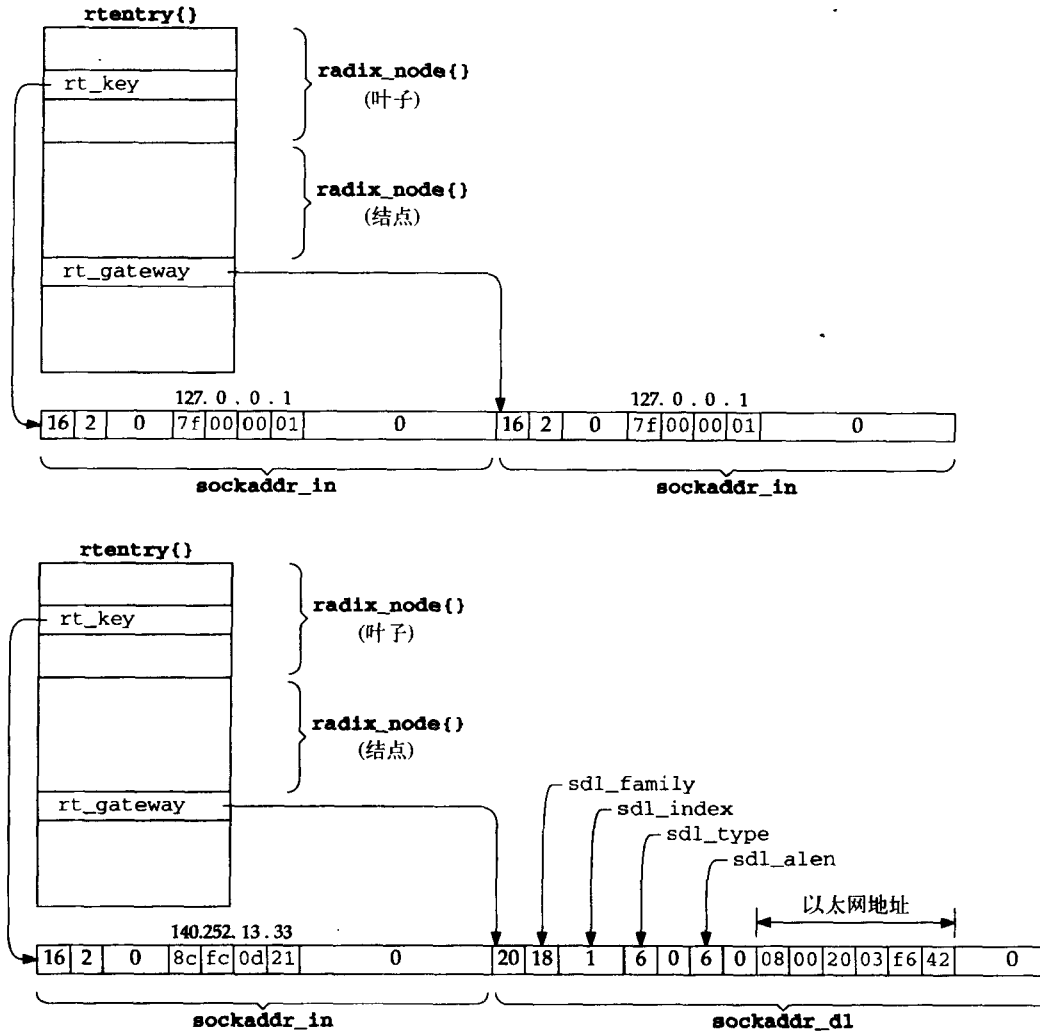 rtentry{}
radix_node{}
rt_key
(叶子)
radix_node{}
(结点)
rt_gateway
127. 0 . 0 . 1 127. 0 . 0 . 1
16 2 0 7f 00 00 01 0 16 2 0 7f 00 00 01 0
sockaddr_in sockaddr_in
rtentry{}
radix_node{}
rt_key
(叶子)
radix_node{}
(结点)
sdl_family
rt_gateway
sdl_index
sdl_type
sdl_alen
以太网地址
140.252. 13 . 33
16 2 0 8c fc 0d 21 0 20 18 1 6 0 6 0 08 00 20 03 f6 42 0
sockaddr_in sockaddr_dl